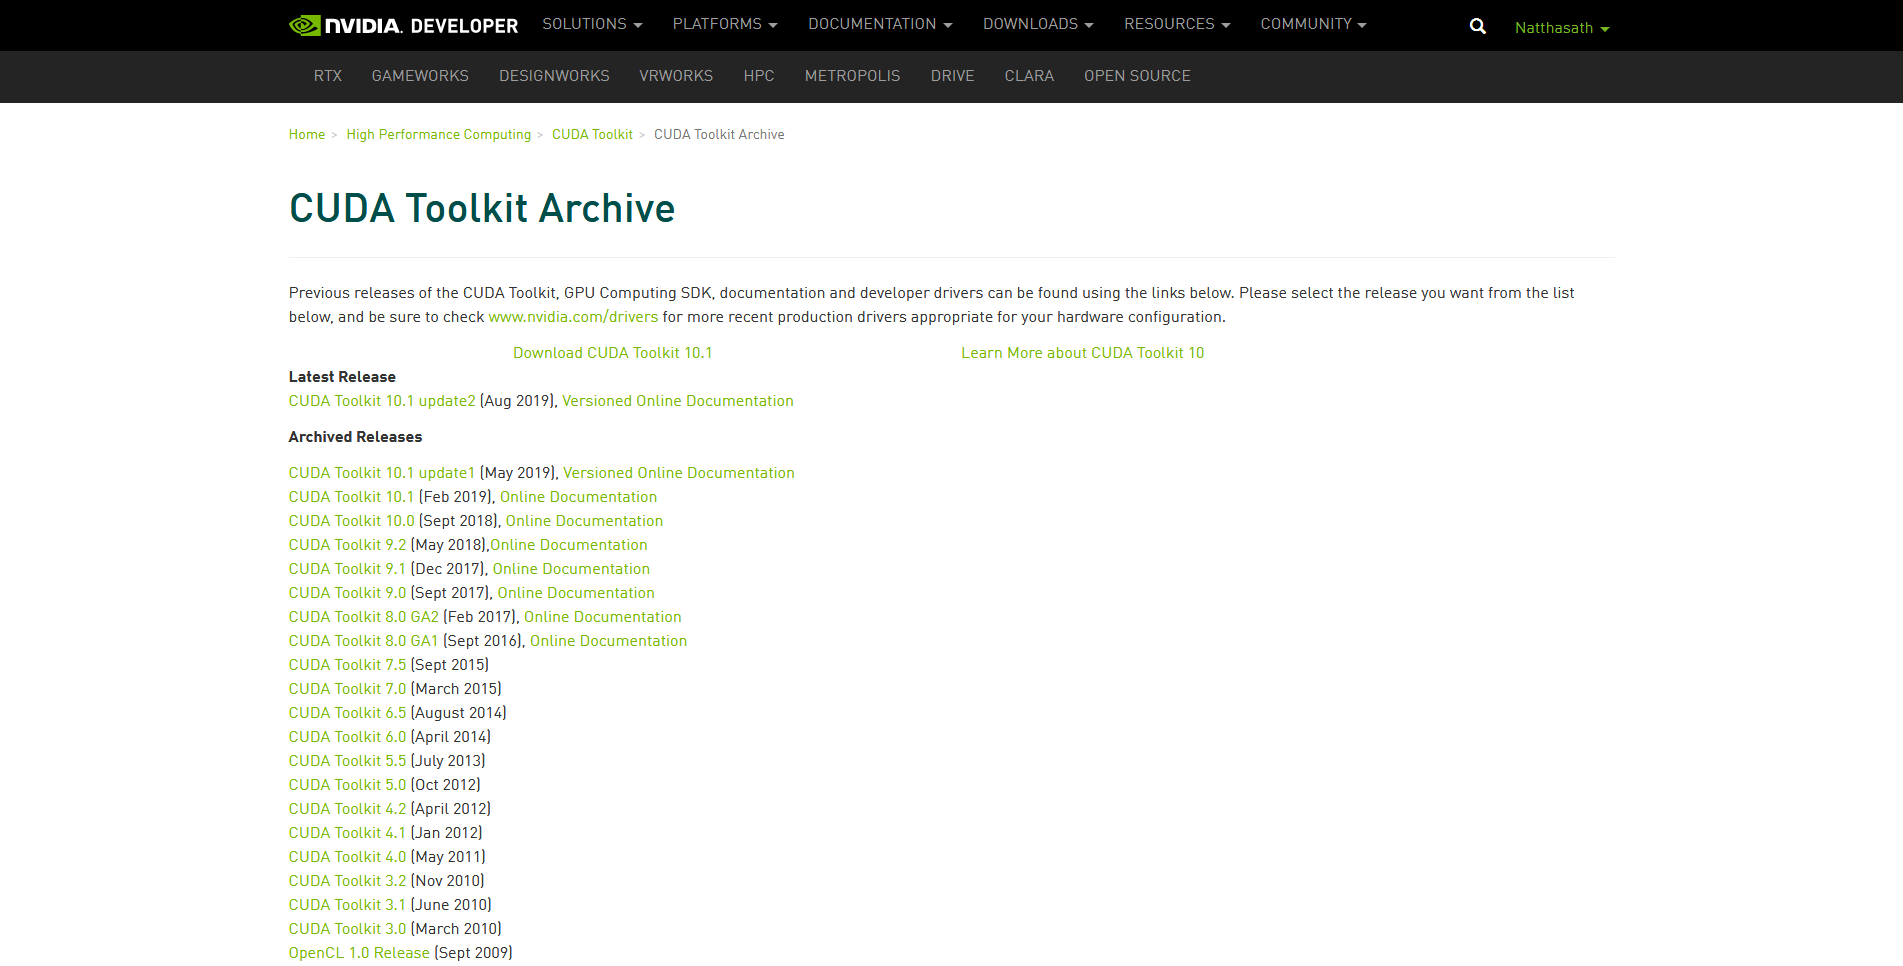 NVIDIA. DEVELOPER SOLUTIONS PLATFORMS DOCUMENTATION DOWNLOADS RESOURCES COMMUNITY Natthasath
RTX GAMEWORKS DESIGNWORKS VRWORKS HPC METROPOLIS DRIVE CLARA OPEN SOURCE
Home > High Performance Computing > CUDA Toolkit > CUDA Toolkit Archive
CUDA Toolkit Archive
Previous releases of the CUDA Toolkit, GPU Computing SDK, documentation and developer drivers can be found using the links below. Please select the release you want from the list
below, and be sure to check www.nvidia.com/drivers for more recent production drivers appropriate for your hardware configuration.
Download CUDA Toolkit 10.1 Learn More about CUDA Toolkit 10
Latest Release
CUDA Toolkit 10.1 update2 (Aug 2019), Versioned Online Documentation
Archived Releases
CUDA Toolkit 10.1 update1 (May 2019), Versioned Online Documentation
CUDA Toolkit 10.1 (Feb 2019), Online Documentation
CUDA Toolkit 10.0 (Sept 2018), Online Documentation
CUDA Toolkit 9.2 (May 2018),Online Documentation
CUDA Toolkit 9.1 (Dec 2017), Online Documentation
CUDA Toolkit 9.0 (Sept 2017), Online Documentation
CUDA Toolkit 8.0 GA2 (Feb 2017), Online Documentation
CUDA Toolkit 8.0 GA1 (Sept 2016), Online Documentation
CUDA Toolkit 7.5 (Sept 2015)
CUDA Toolkit 7.0 (March 2015)
CUDA Toolkit 6.5 (August 2014)
CUDA Toolkit 6.0 (April 2014)
CUDA Toolkit 5.5 (July 2013)
CUDA Toolkit 5.0 (Oct 2012)
CUDA Toolkit 4.2 (April 2012)
CUDA Toolkit 4.1 (Jan 2012)
CUDA Toolkit 4.0 (May 2011)
CUDA Toolkit 3.2 (Nov 2010)
CUDA Toolkit 3.1 (June 2010)
CUDA Toolkit 3.0 (March 2010)
OpenCL 1.0 Release (Sept 2009)